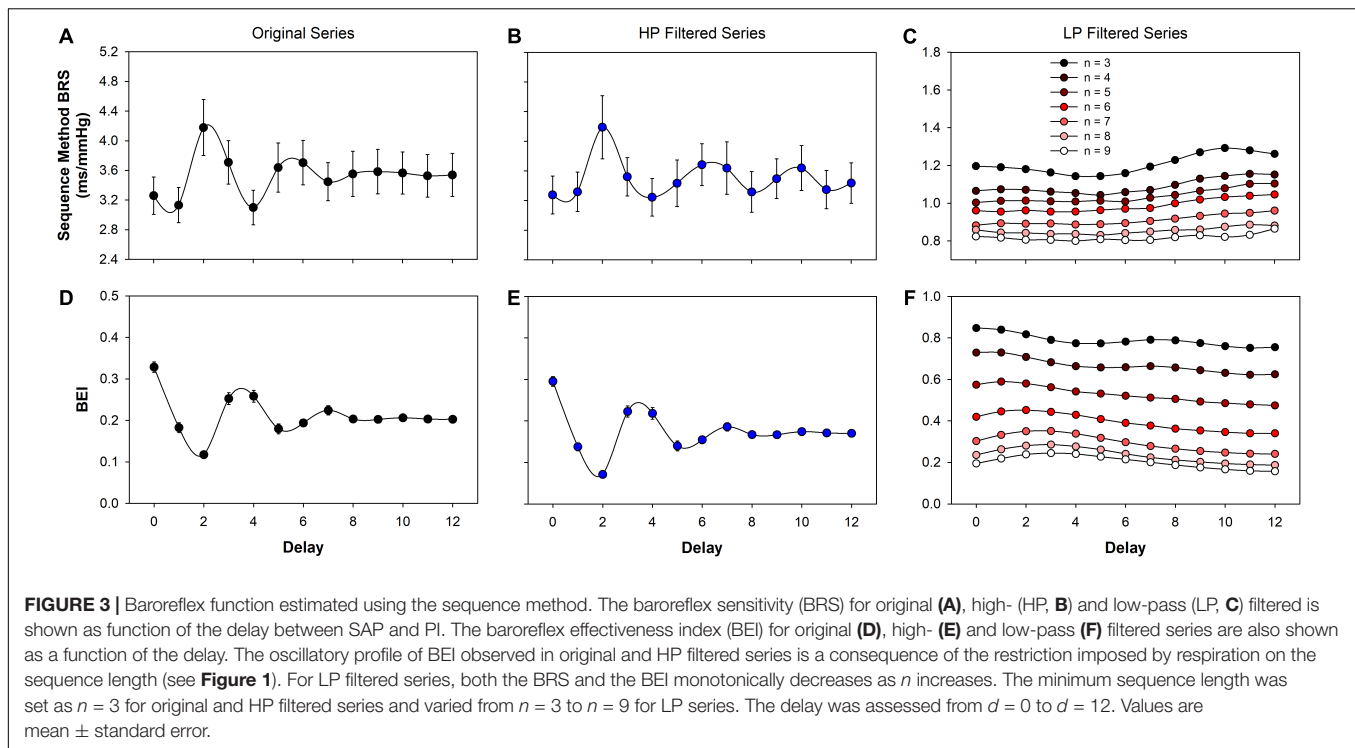 A
Original Series
B
HP Filtered Series
C
LP Filtered Series
Sequence Method BRS
(ms/mmHg)
5.2
4.8
4.4
4.0
3.6
3.2
2.8
2.4
1.8
1.6
1.4
1.2
1.0
0.8
n = 3
n = 4
n = 5
n = 6
n = 7
n = 8
n = 9
D
E
F
BEI
0.5
0.4
0.3
0.2
0.1
0.0
1.0
0.8
0.6
0.4
0.2
0.0
0 2 4 6 8 10 12
0 2 4 6 8 10 12
0 2 4 6 8 10 12
Delay
Delay
Delay
FIGURE 3 | Baroreflex function estimated using the sequence method. The baroreflex sensitivity (BRS) for original (A), high- (HP, B) and low-pass (LP, C) filtered is
shown as function of the delay between SAP and PI. The baroreflex effectiveness index (BEI) for original (D), high- (E) and low-pass (F) filtered series are also shown
as a function of the delay. The oscillatory profile of BEI observed in original and HP filtered series is a consequence of the restriction imposed by respiration on the
sequence length (see Figure 1). For LP filtered series, both the BRS and the BEI monotonically decreases as n increases. The minimum sequence length was
set as n = 3 for original and HP filtered series and varied from n = 3 to n = 9 for LP series. The delay was assessed from d = 0 to d = 12. Values are
mean ± standard error.